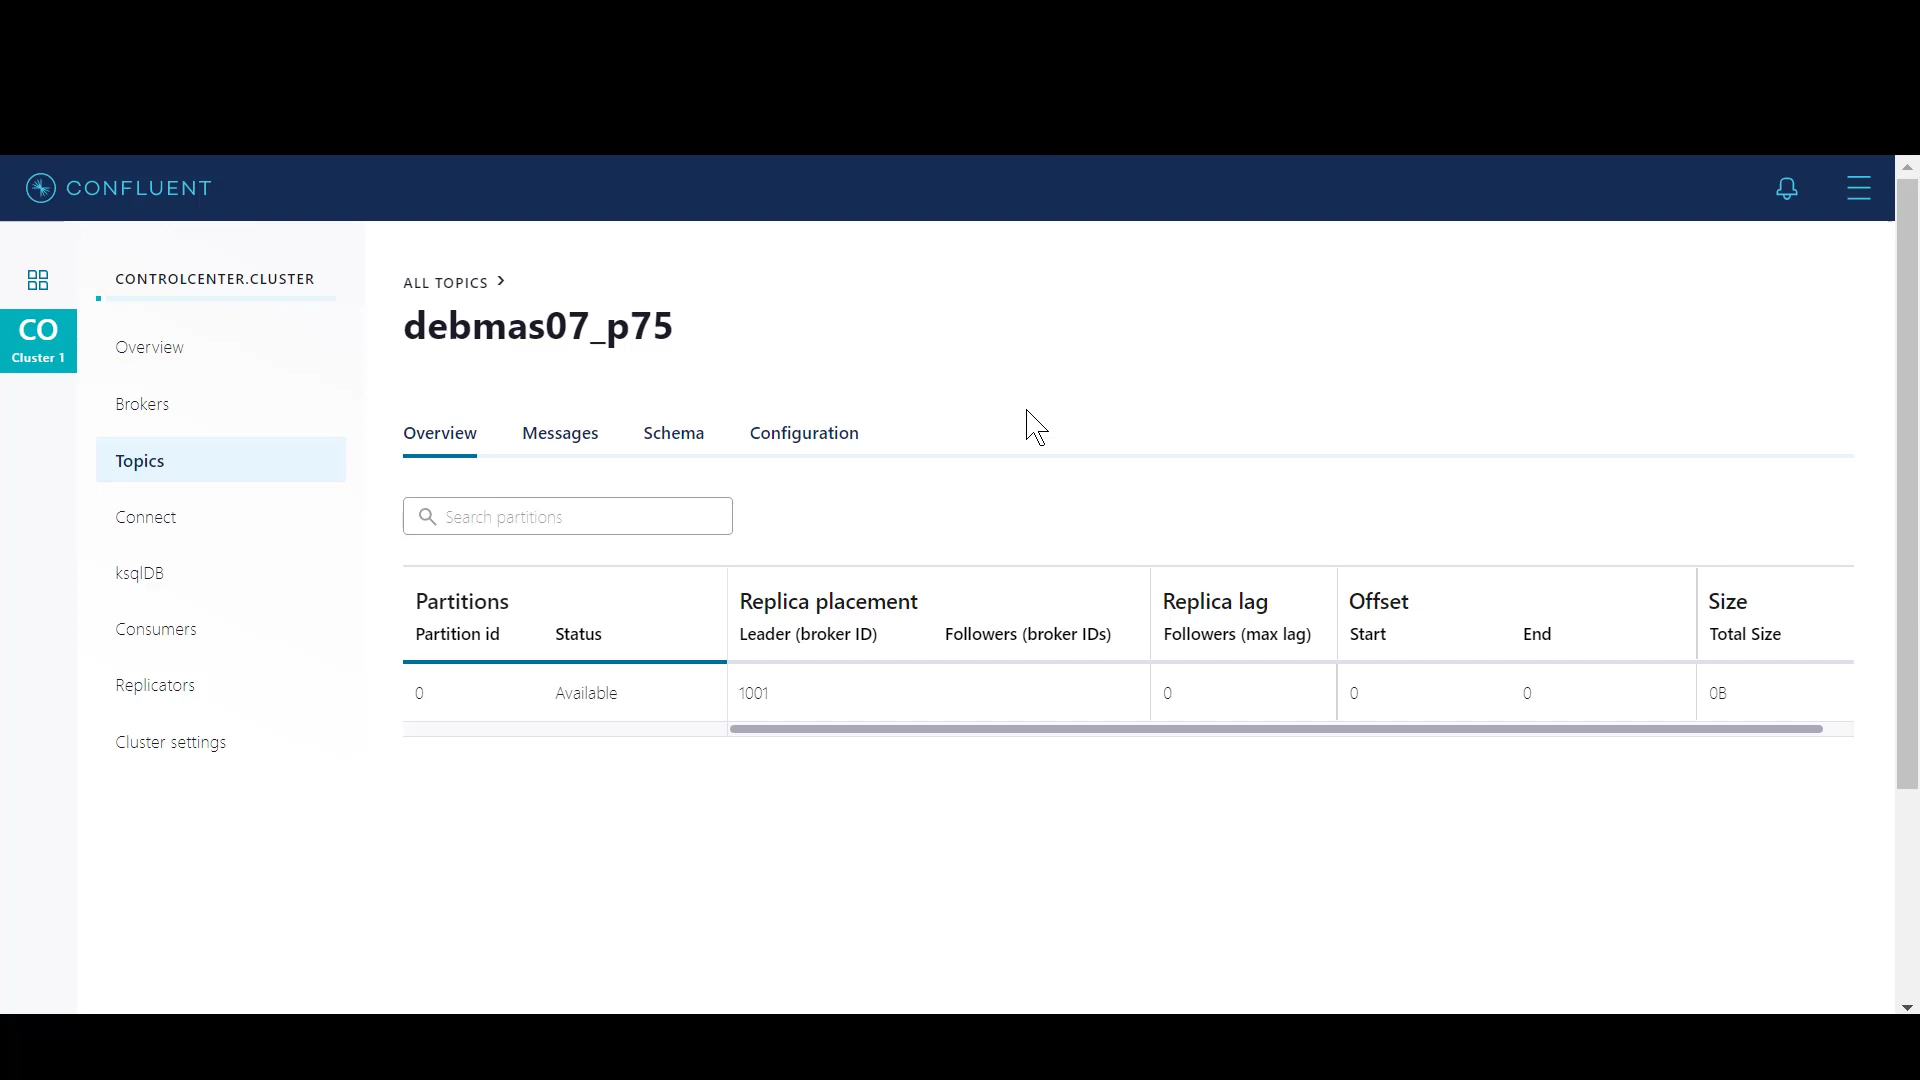 CONFLUENT
CONTROLCENTER.CLUSTER
CO
Cluster 1
Overview
Brokers
Topics
Connect
ksqlDB
Consumers
Replicators
Cluster settings
ALL TOPICS >
debmas07_p75
Overview Messages Schema Configuration
Search partitions
Partitions Replica placement Replica lag Offset Size
Partition id Status Leader (broker ID) Followers (broker IDs) Followers (max lag) Start End Total Size
0 Available 1001 0 0 0 0B